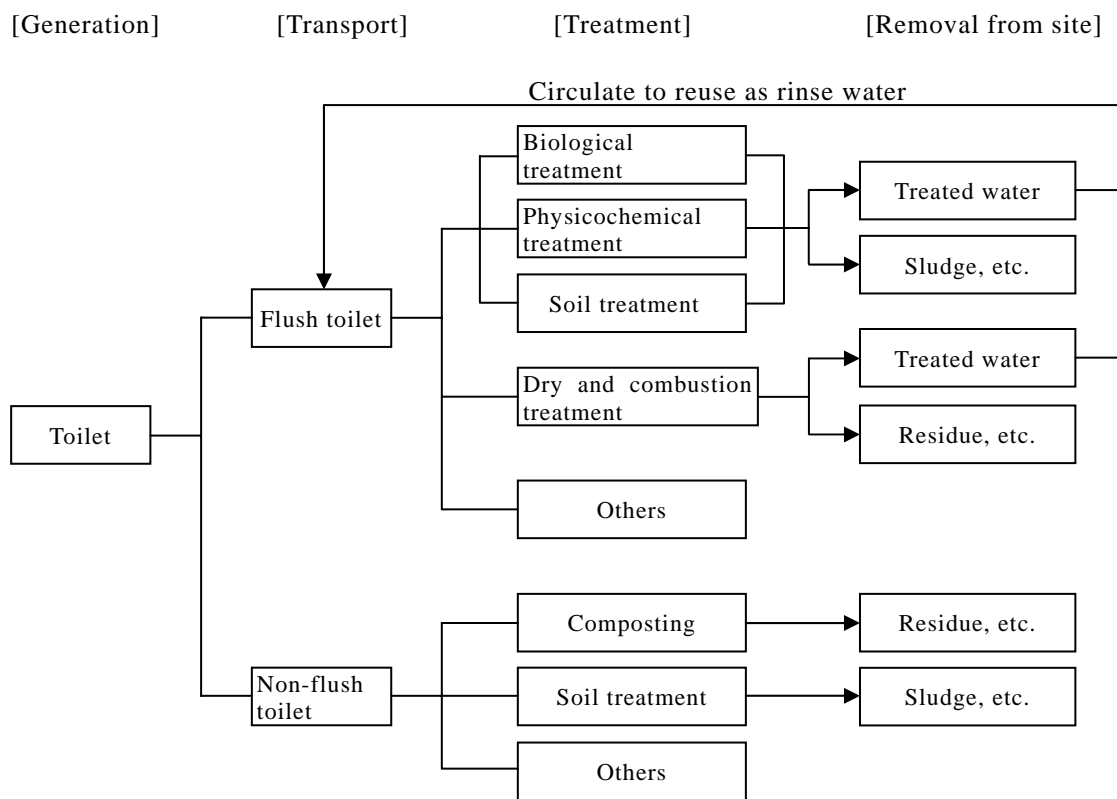 [Generation] [Transport] [Treatment] [Removal from site]
Circulate to reuse as rinse water
Biological
treatment
Treated water
Physicochemical
treatment
Sludge, etc.
Soil treatment
Flush toilet
Treated water
Dry and combustion
treatment
Toilet
Residue, etc.
Others
Composting
Residue, etc.
Non-flush
toilet
Soil treatment
Sludge, etc.
Others